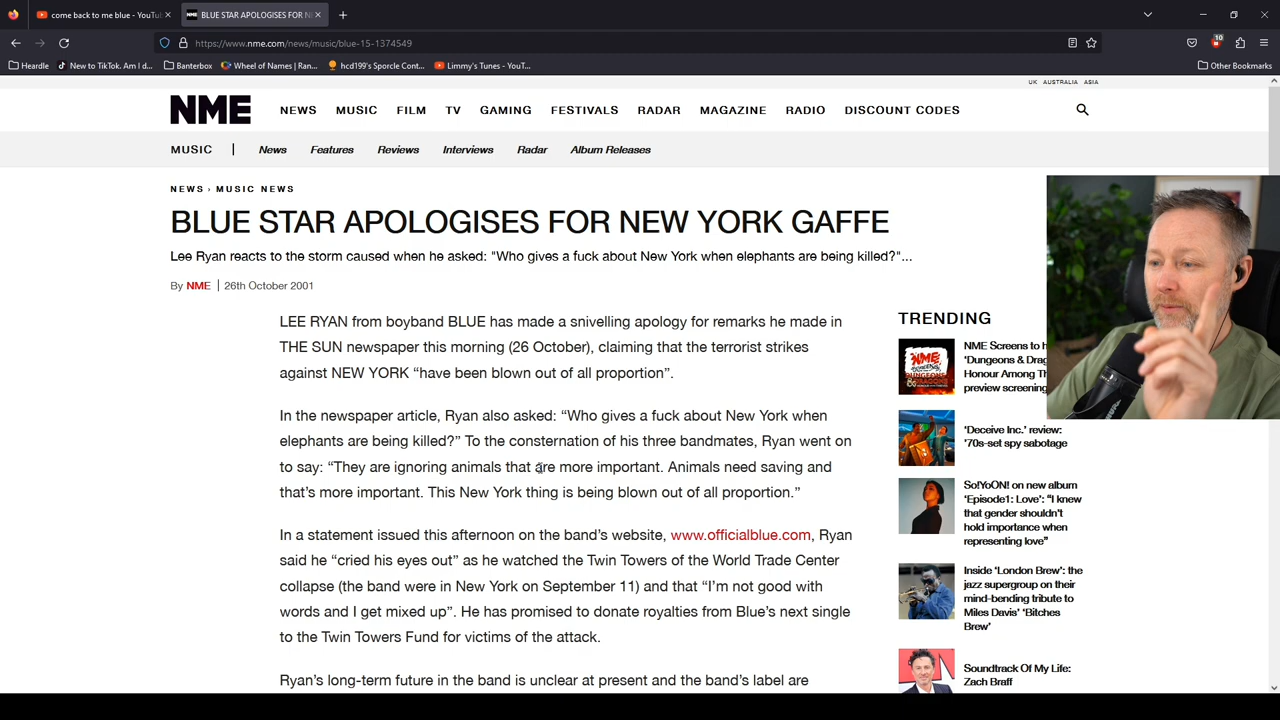 come back to me blue - YouTub
BLUE STAR APOLOGISES FOR N
https://www.nme.com/news/music/blue-15-1374549
10
Heardle
New to TikTok. Am I d...
Banterbox
Wheel of Names | Ran...
hcd199's Sporcle Cont...
Limmy's Tunes - YouT...
Other Bookmarks
UK AUSTRALIA ASIA
NME NEWS MUSIC FILM TV GAMING FESTIVALS RADAR MAGAZINE RADIO DISCOUNT CODES
MUSIC | News Features Reviews Interviews Radar Album Releases
NEWS › MUSIC NEWS
BLUE STAR APOLOGISES FOR NEW YORK GAFFE
Lee Ryan reacts to the storm caused when he asked: "Who gives a fuck about New York when elephants are being killed?"...
By NME | 26th October 2001
LEE RYAN from boyband BLUE has made a snivelling apology for remarks he made in
THE SUN newspaper this morning (26 October), claiming that the terrorist strikes
against NEW YORK “have been blown out of all proportion”.
In the newspaper article, Ryan also asked: “Who gives a fuck about New York when
elephants are being killed?” To the consternation of his three bandmates, Ryan went on
to say: “They are ignoring animals that are more important. Animals need saving and
that’s more important. This New York thing is being blown out of all proportion.”
In a statement issued this afternoon on the band’s website, www.officialblue.com, Ryan
said he “cried his eyes out” as he watched the Twin Towers of the World Trade Center
collapse (the band were in New York on September 11) and that “I’m not good with
words and I get mixed up”. He has promised to donate royalties from Blue’s next single
to the Twin Towers Fund for victims of the attack.
Ryan’s long-term future in the band is unclear at present and the band’s label are
TRENDING
NME Screens to h
'Dungeons & Drag
Honour Among Th
preview screening
‘Deceive Inc.’ review:
‘70s-set spy sabotage
So!YoON! on new album
‘Episode1: Love’: “I knew
that gender shouldn’t
hold importance when
representing love”
Inside ‘London Brew’: the
jazz supergroup on their
mind-bending tribute to
Miles Davis’ ‘Bitches
Brew’
Soundtrack Of My Life:
Zach Braff